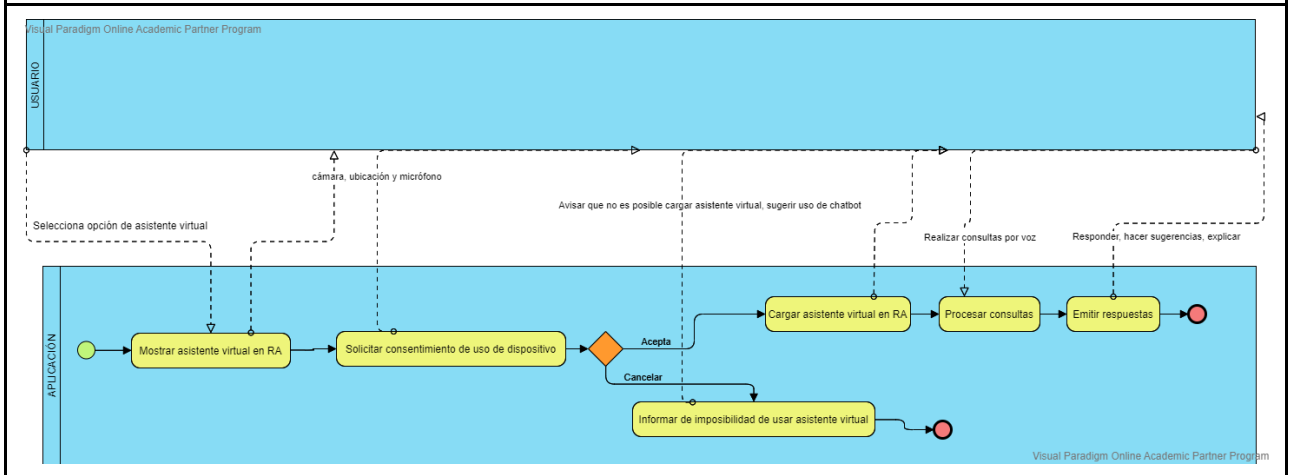 Visual Paradigm Online Academic Partner Program
USUARIO
cámara, ubicación y micrófono
Avisar que no es posible cargar asistente virtual, sugerir uso de chatbot
Selecciona opción de asistente virtual
Realizar consultas por voz
Responder, hacer sugerencias, explicar
APLICACIÓN
Mostrar asistente virtual en RA
Solicitar consentimiento de uso de dispositivo
Acepta
Cargar asistente virtual en RA
Procesar consultas
Emitir respuestas
Cancelar
Informar de imposibilidad de usar asistente virtual
Visual Paradigm Online Academic Partner Program